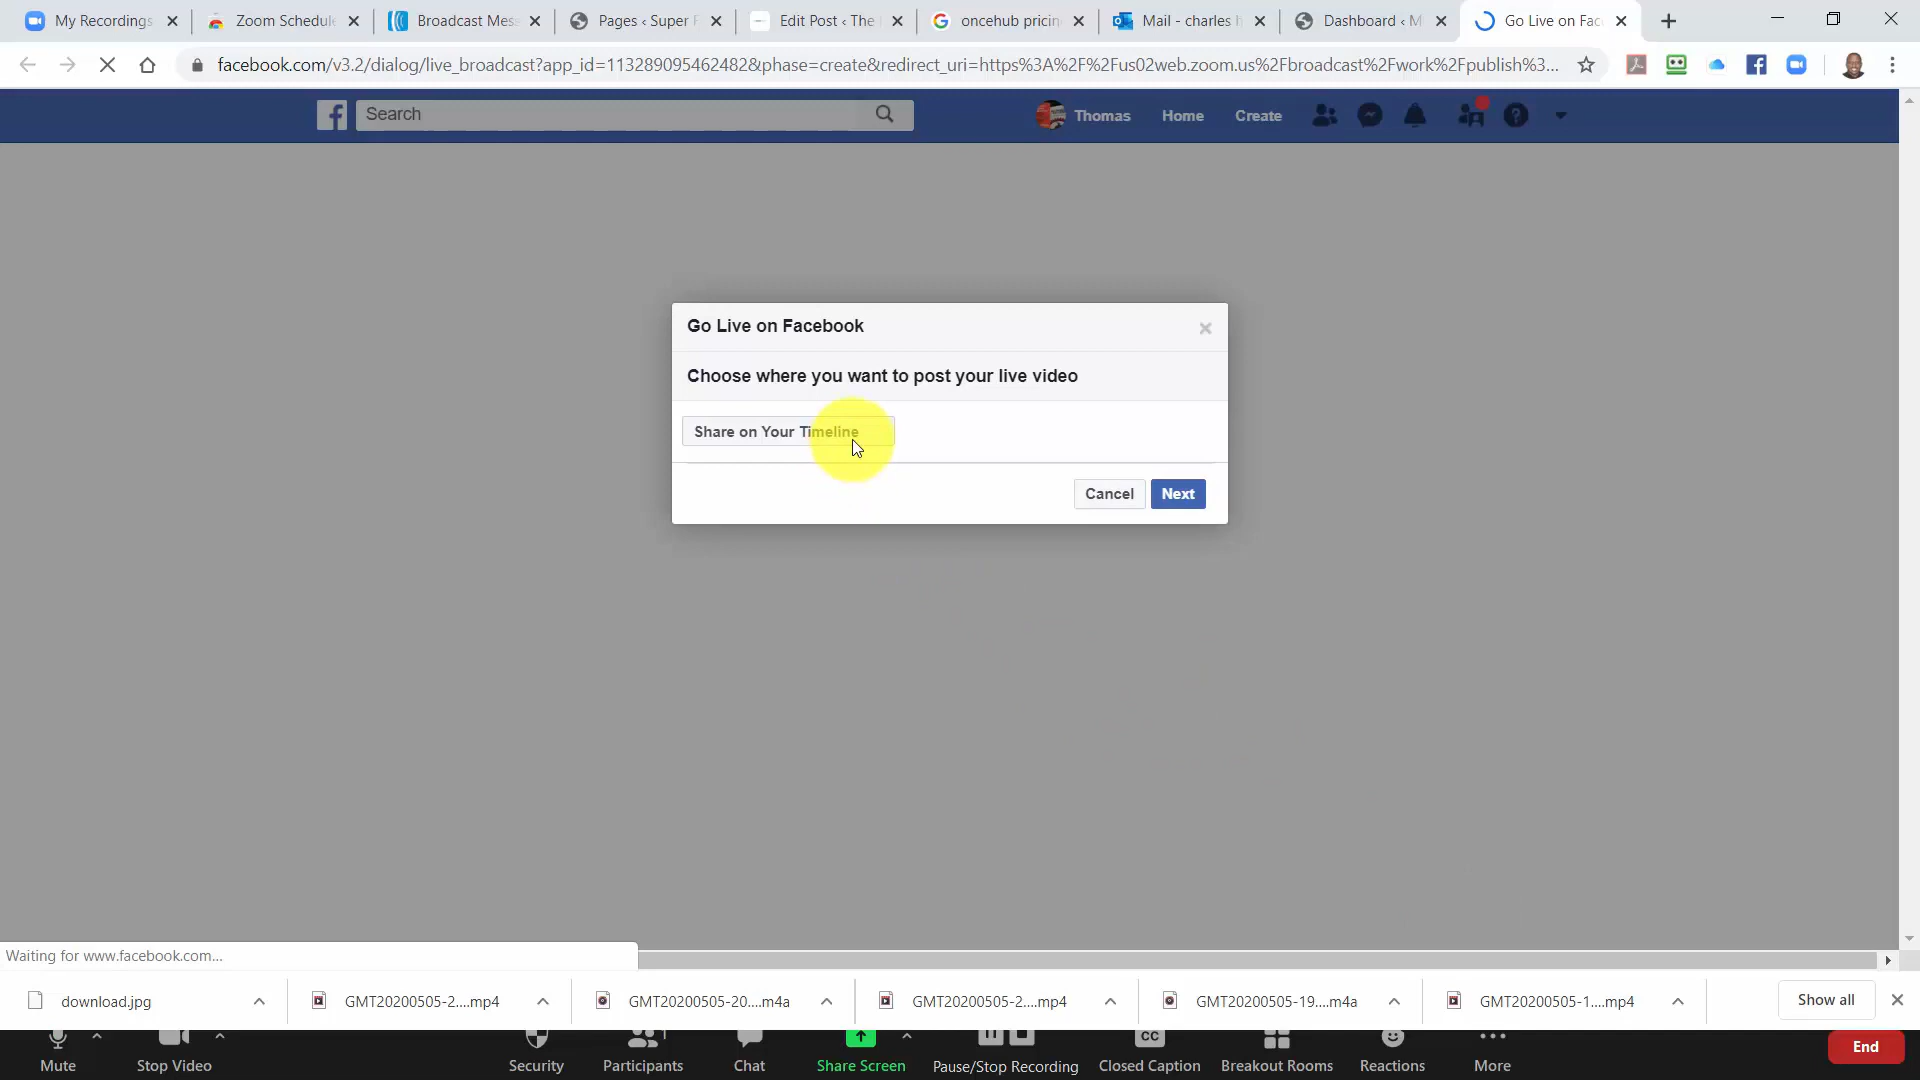 My Recordings
Zoom Schedul
Broadcast Mes
Pages ‹ Super F
Edit Post ‹ The
oncehub pricin
Mail - charles h
Dashboard ‹ M
Go Live on Fac
facebook.com/v3.2/dialog/live_broadcast?app_id=113289095462482&phase=create&redirect_uri=https%3A%2F%2Fus02web.zoom.us%2Fbroadcast%2Fwork%2Fpublish%3...
Search
Thomas
Home
Create
Go Live on Facebook
Choose where you want to post your live video
Share on Your Timeline
Cancel
Next
Waiting for www.facebook.com...
download.jpg
GMT20200505-2....mp4
GMT20200505-20....m4a
GMT20200505-2....mp4
GMT20200505-19....m4a
GMT20200505-1....mp4
Show all
Mute
Stop Video
Security
Participants
1
Chat
Share Screen
Pause/Stop Recording
CC
Closed Caption
Breakout Rooms
Reactions
More
End